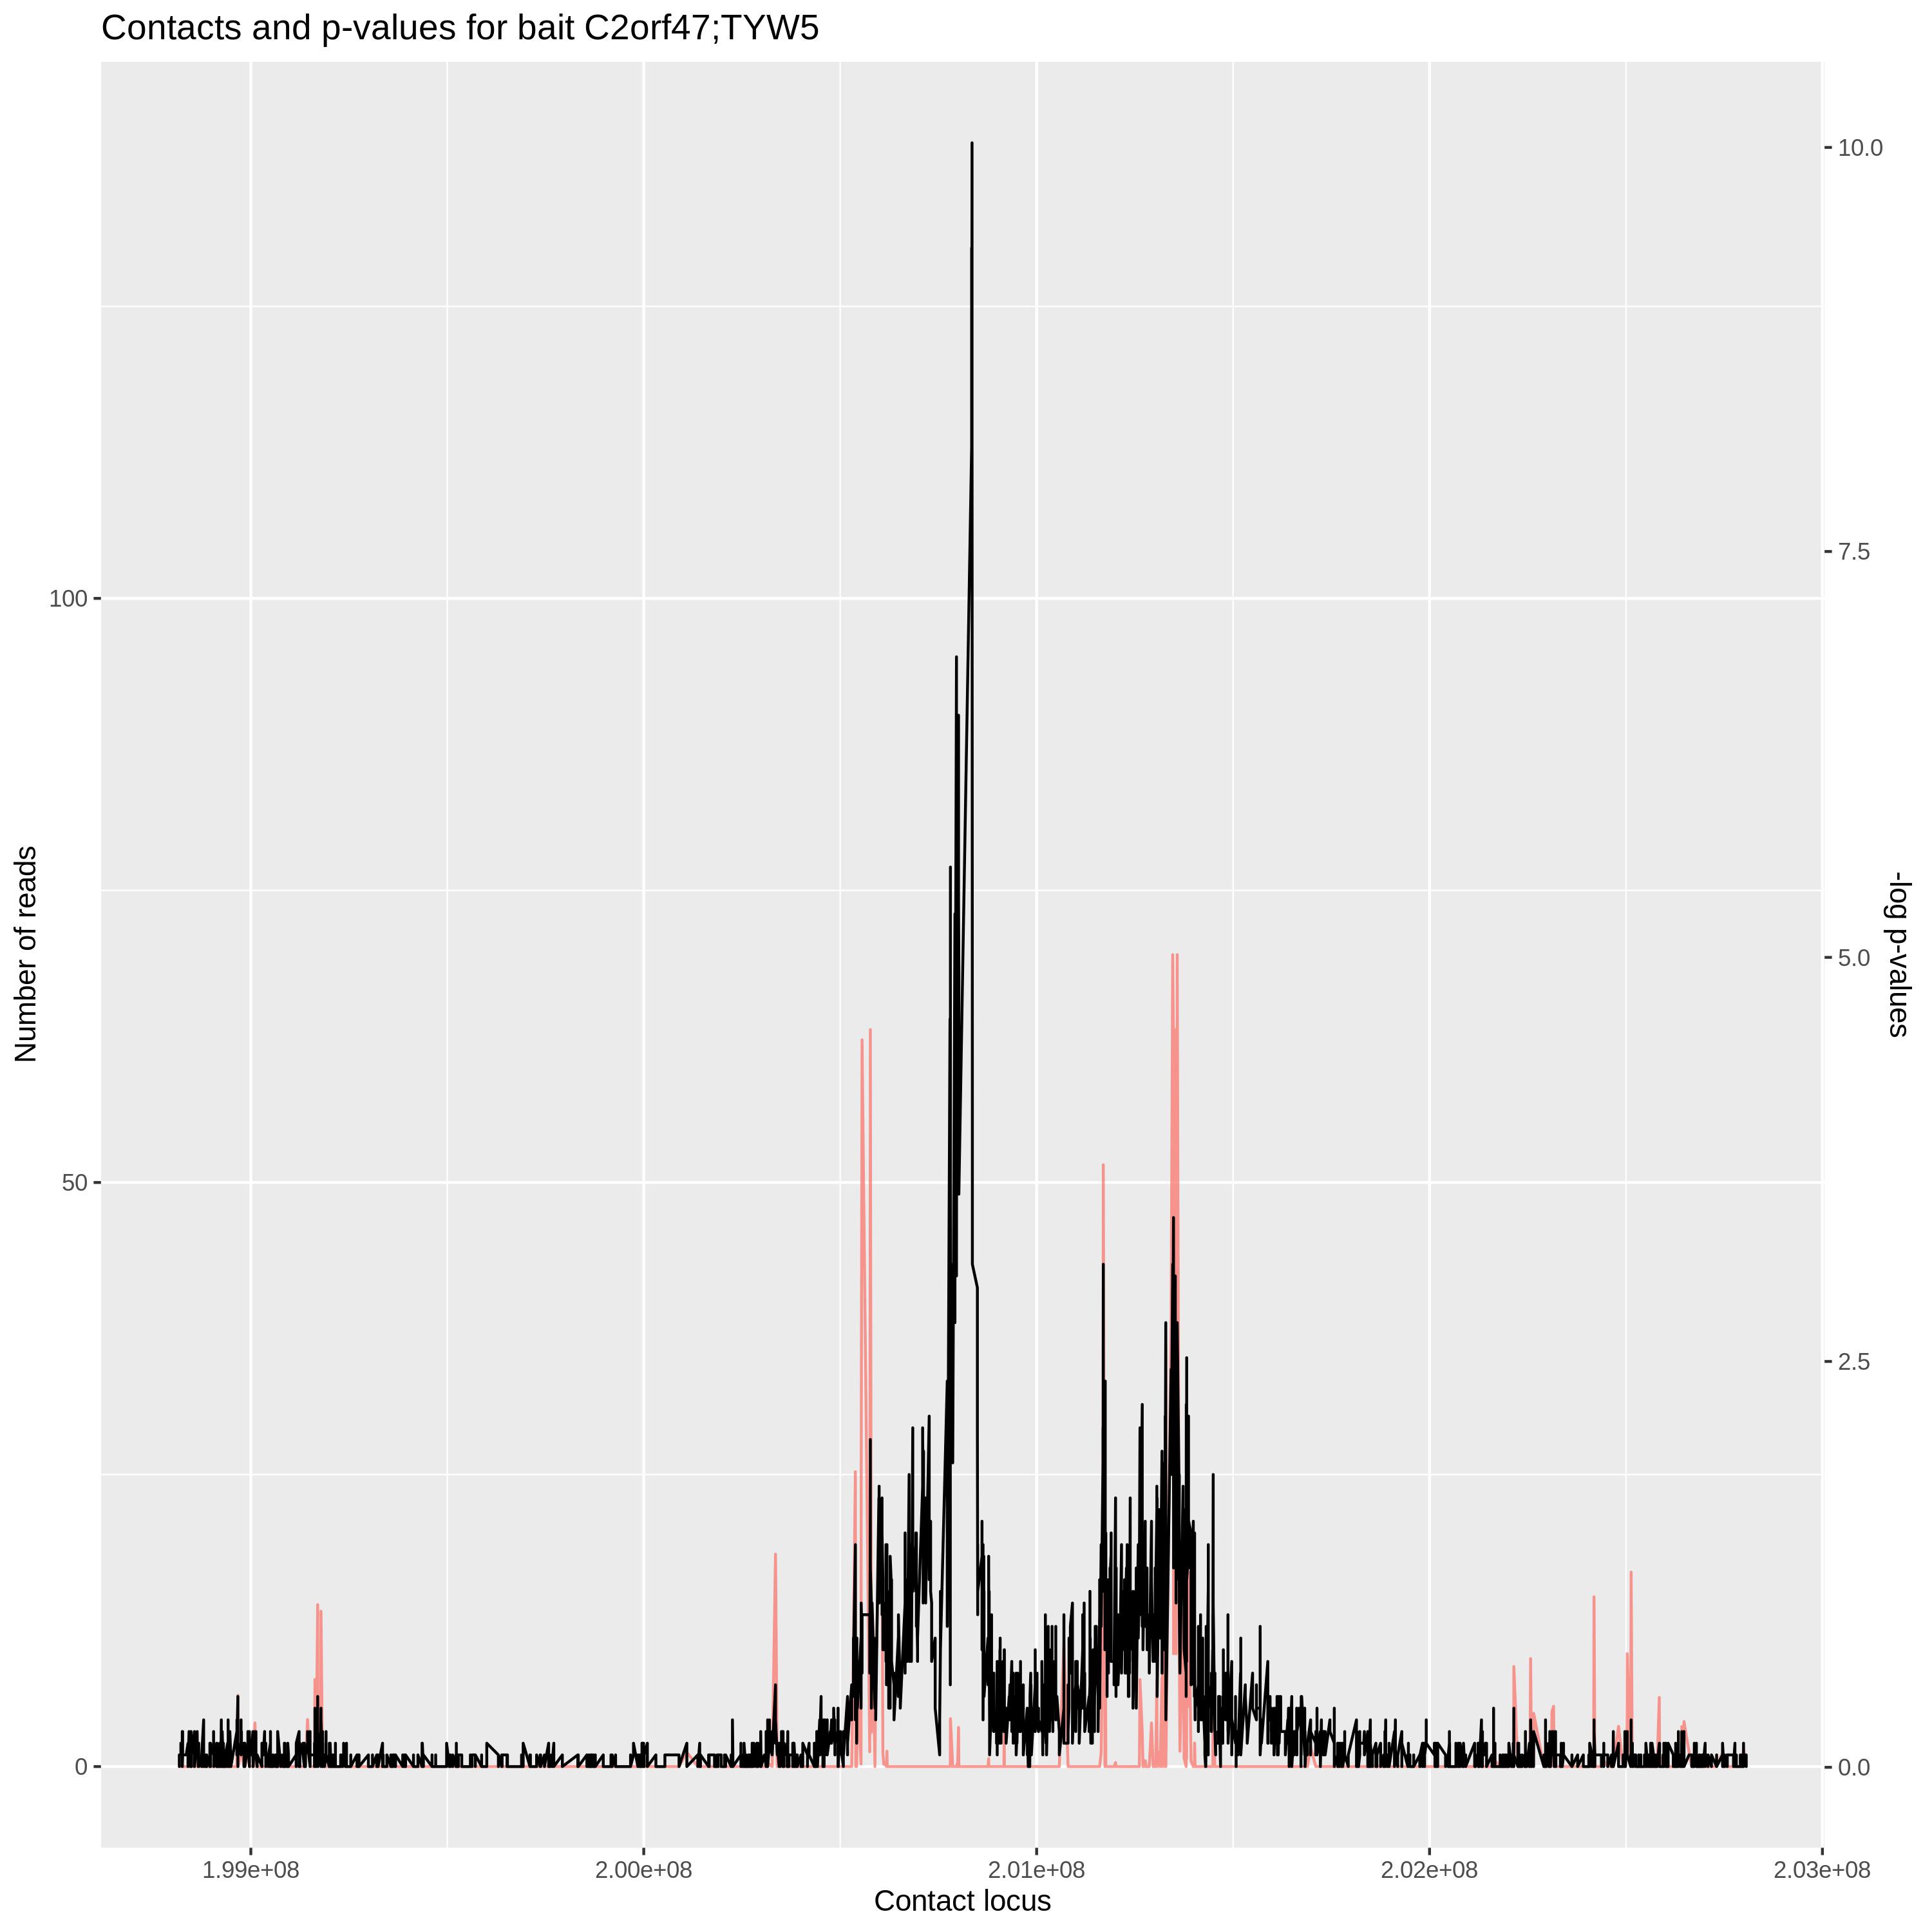 Contacts and p-values for bait C2orf47;TYW5
Number of reads
100
50
0
10.0
7.5
5.0
2.5
0.0
-log p-values
1.99e+08
2.00e+08
2.01e+08
2.02e+08
2.03e+08
Contact locus